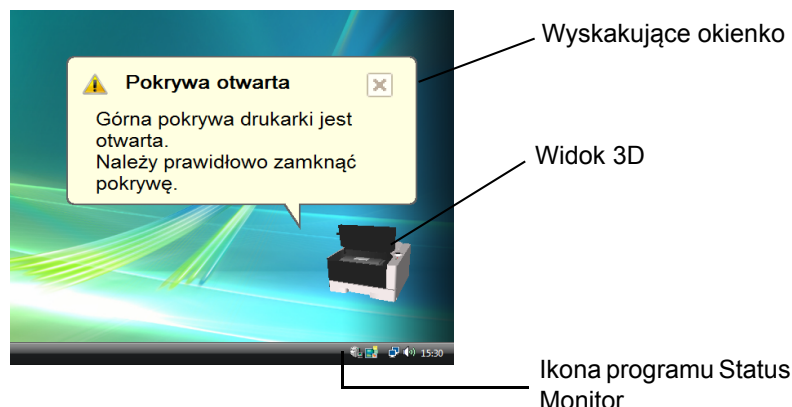 Wyskakujące okienko
Pokrywa otwarta
Górna pokrywa drukarki jest
otwarta.
Należy prawidłowo zamknąć
pokrywę.
Widok 3D
15:30
Ikona programu Status
Monitor